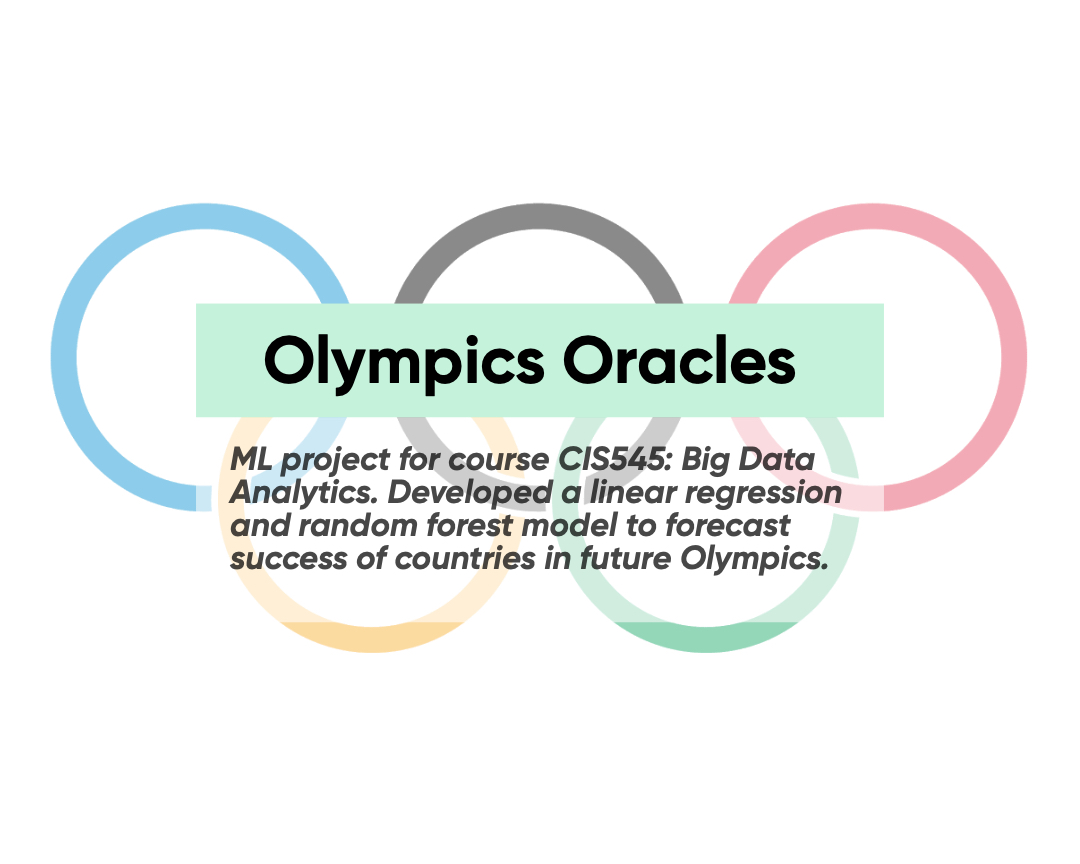 Olympics Oracles
ML project for course CIS545: Big Data
Analytics. Developed a linear regression
and random forest model to forecast
success of countries in future Olympics.